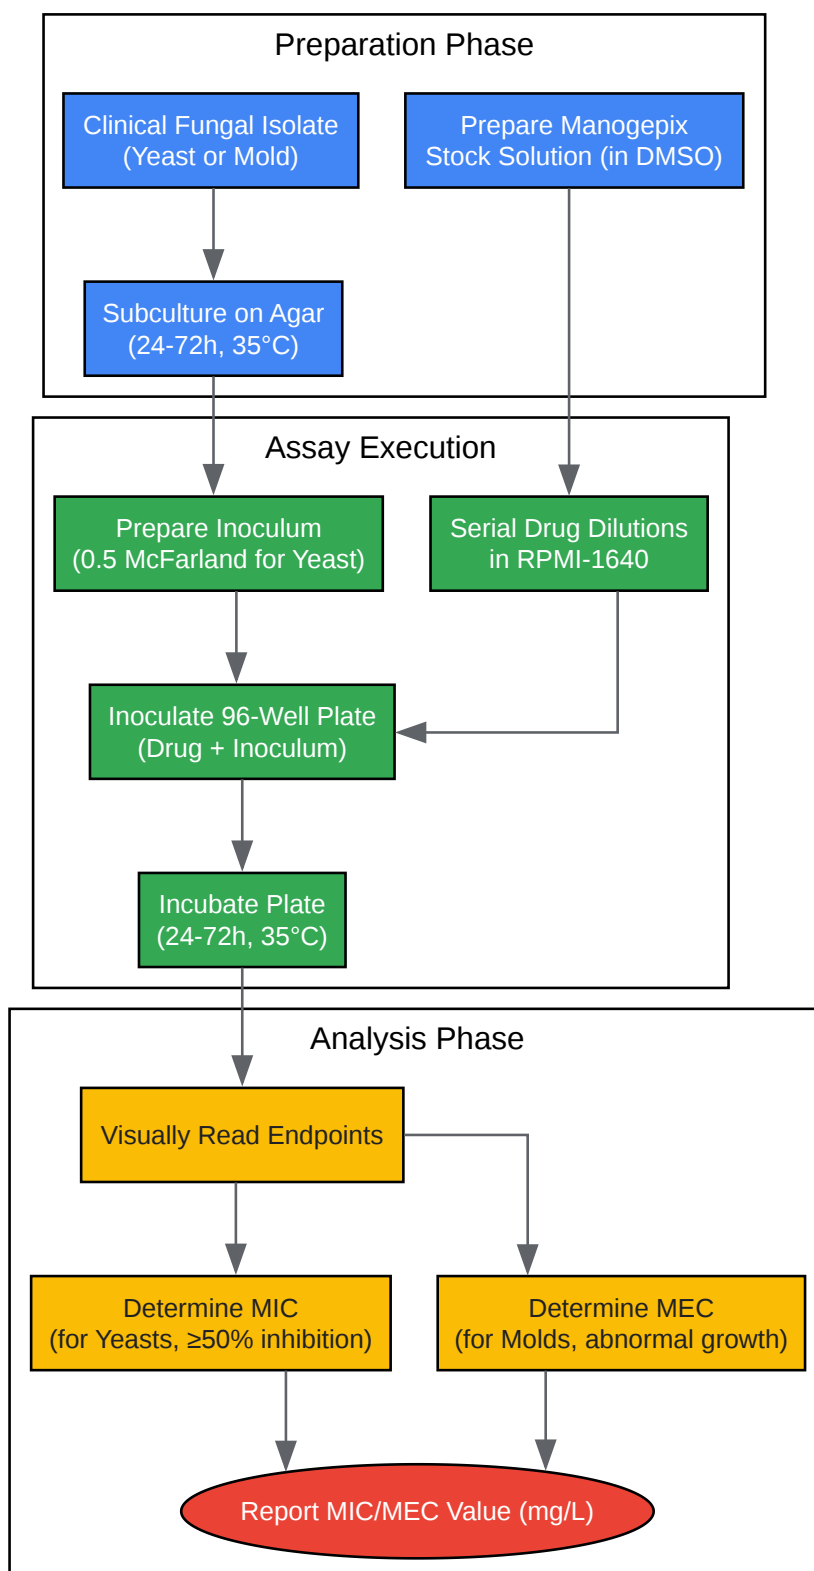 Preparation Phase
Clinical Fungal Isolate
(Yeast or Mold)
Prepare Manogepix
Stock Solution (in DMSO)
Subculture on Agar
(24-72h, 35°C)
Assay Execution
Prepare Inoculum
(0.5 McFarland for Yeast)
Serial Drug Dilutions
in RPMI-1640
Inoculate 96-Well Plate
(Drug + Inoculum)
Incubate Plate
(24-72h, 35°C)
Analysis Phase
Visually Read Endpoints
Determine MIC
(for Yeasts, ≥50% inhibition)
Determine MEC
(for Molds, abnormal growth)
Report MIC/MEC Value (mg/L)